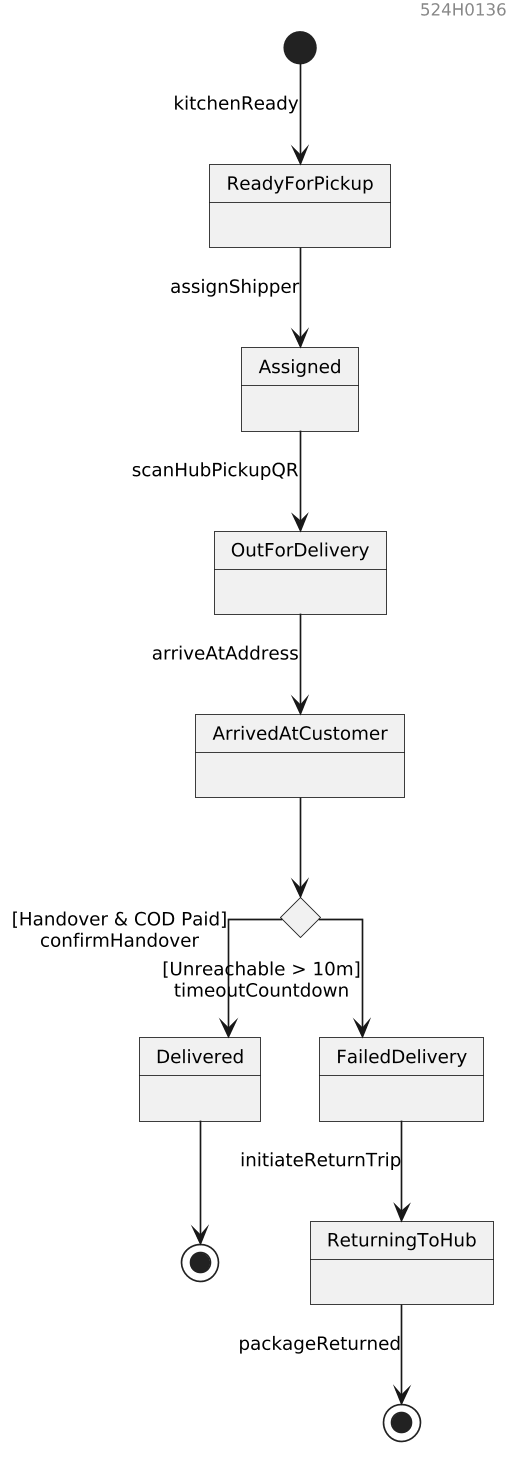 524H0136
kitchenReady
ReadyForPickup
assignShipper
Assigned
scanHubPickupQR
OutForDelivery
arriveAtAddress
ArrivedAtCustomer
[Handover & COD Paid]
confirmHandover
[Unreachable > 10m]
timeoutCountdown
Delivered
FailedDelivery
initiateReturnTrip
ReturningToHub
packageReturned